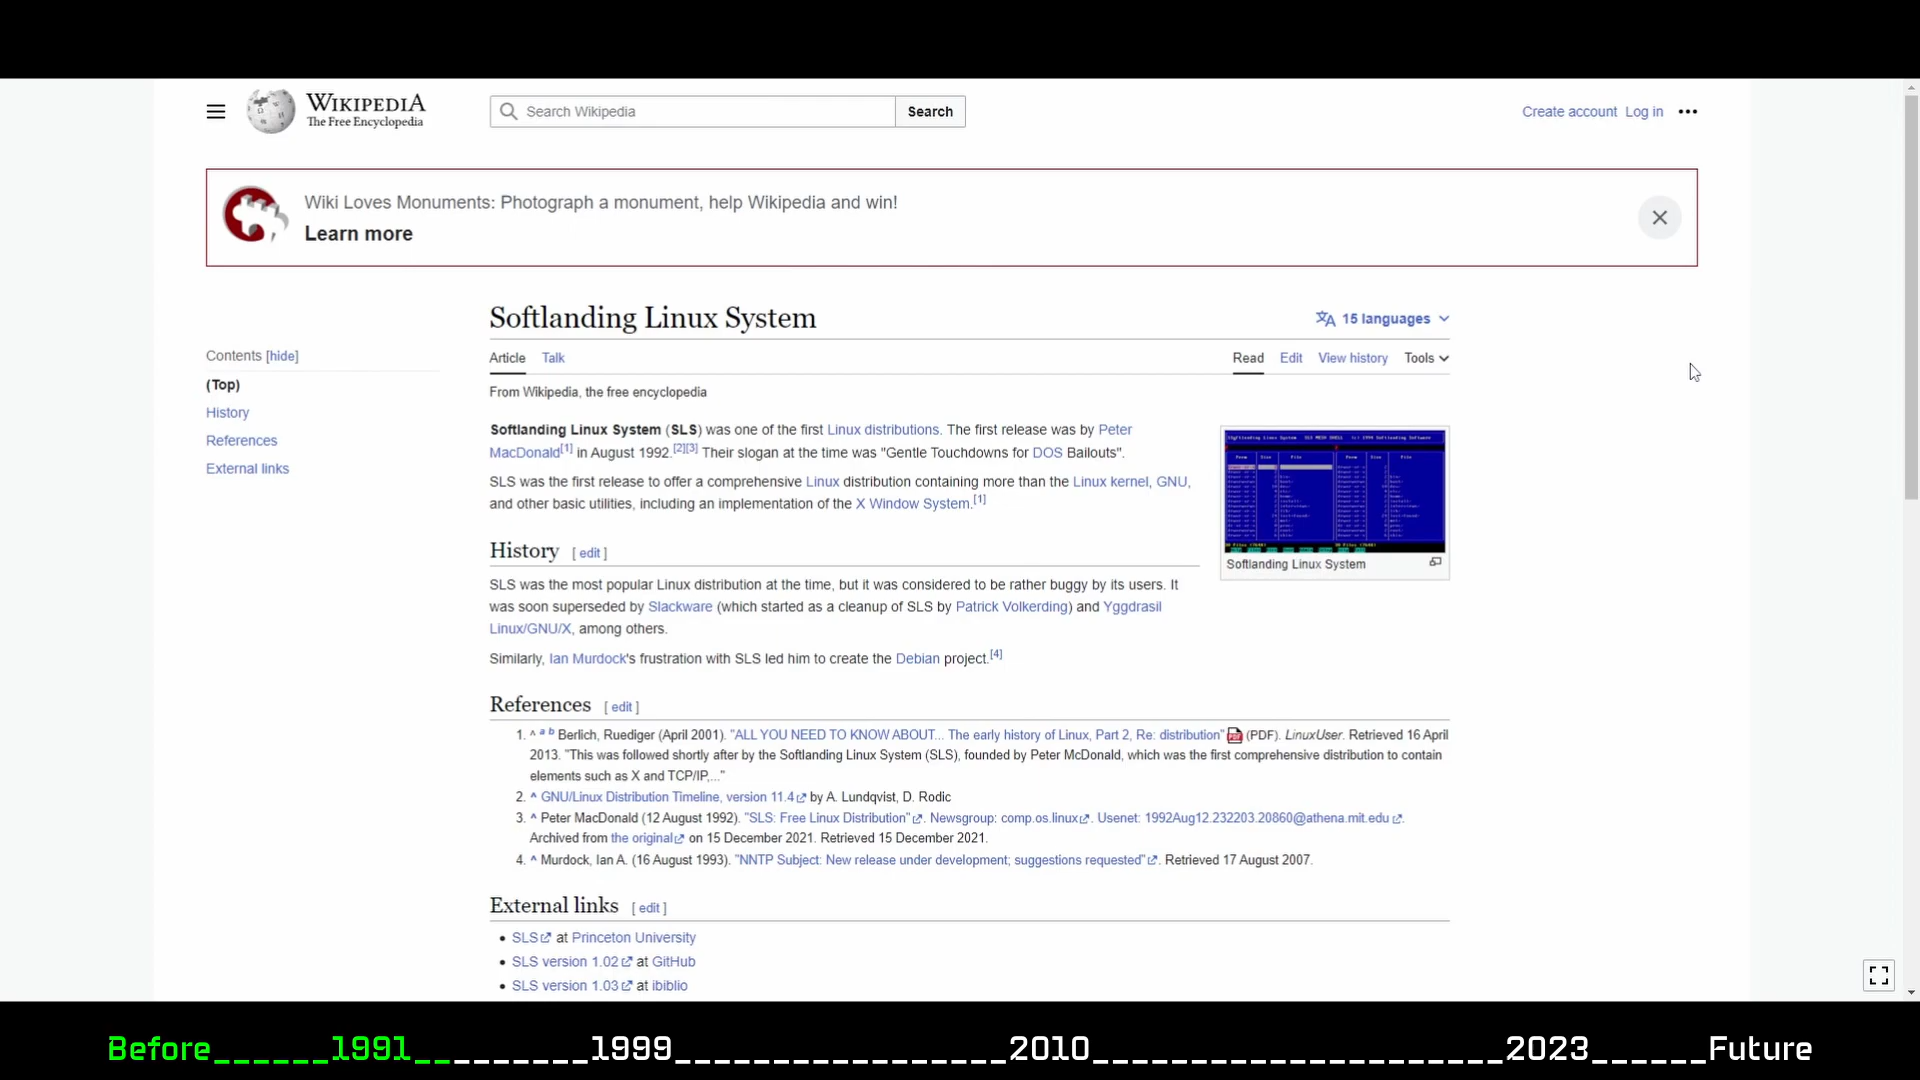 WIKIPEDIA
The Free Encyclopedia
Search Wikipedia
Search
Create account Log in
Wiki Loves Monuments: Photograph a monument, help Wikipedia and win!
Learn more
Softlanding Linux System
15 languages
Contents [hide]
(Top)
History
References
External links
Article Talk
Read Edit View history Tools
From Wikipedia, the free encyclopedia
Softlanding Linux System (SLS) was one of the first Linux distributions. The first release was by Peter
MacDonald[1] in August 1992.[2][3] Their slogan at the time was "Gentle Touchdowns for DOS Bailouts".
SLS was the first release to offer a comprehensive Linux distribution containing more than the Linux kernel, GNU,
and other basic utilities, including an implementation of the X Window System.[1]
Softlanding Linux System
History [ edit ]
SLS was the most popular Linux distribution at the time, but it was considered to be rather buggy by its users. It
was soon superseded by Slackware (which started as a cleanup of SLS by Patrick Volkerding) and Yggdrasil
Linux/GNU/X, among others.
Similarly, Ian Murdock's frustration with SLS led him to create the Debian project.[4]
References [ edit ]
1. ^ a b Berlich, Ruediger (April 2001). "ALL YOU NEED TO KNOW ABOUT... The early history of Linux, Part 2, Re: distribution" (PDF). LinuxUser. Retrieved 16 April
2013. "This was followed shortly after by the Softlanding Linux System (SLS), founded by Peter McDonald, which was the first comprehensive distribution to contain
elements such as X and TCP/IP,..."
2. ^ GNU/Linux Distribution Timeline, version 11.4 by A. Lundqvist, D. Rodic
3. ^ Peter MacDonald (12 August 1992). "SLS: Free Linux Distribution". Newsgroup: comp.os.linux. Usenet: 1992Aug12.232203.20860@athena.mit.edu.
Archived from the original on 15 December 2021. Retrieved 15 December 2021.
4. ^ Murdock, Ian A. (16 August 1993). "NNTP Subject: New release under development; suggestions requested". Retrieved 17 August 2007.
External links [ edit ]
• SLS at Princeton University
• SLS version 1.02 at GitHub
• SLS version 1.03 at ibiblio
Before______1991__________1999____________________2010_________________________2023_______Future